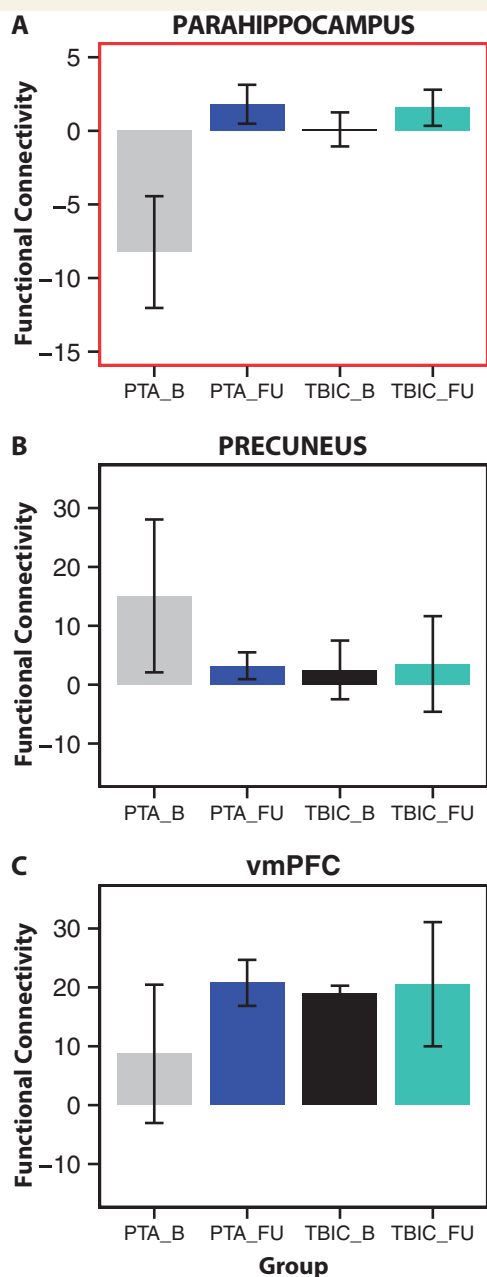 A PARAHIPPOCAMPUS
Functional Connectivity
5
0
−5
−10
−15
PTA_B PTA_FU TBIC_B TBIC_FU
B PRECUNEUS
Functional Connectivity
30
20
10
0
−10
PTA_B PTA_FU TBIC_B TBIC_FU
C vmPFC
Functional Connectivity
30
20
10
0
−10
PTA_B PTA_FU TBIC_B TBIC_FU
Group